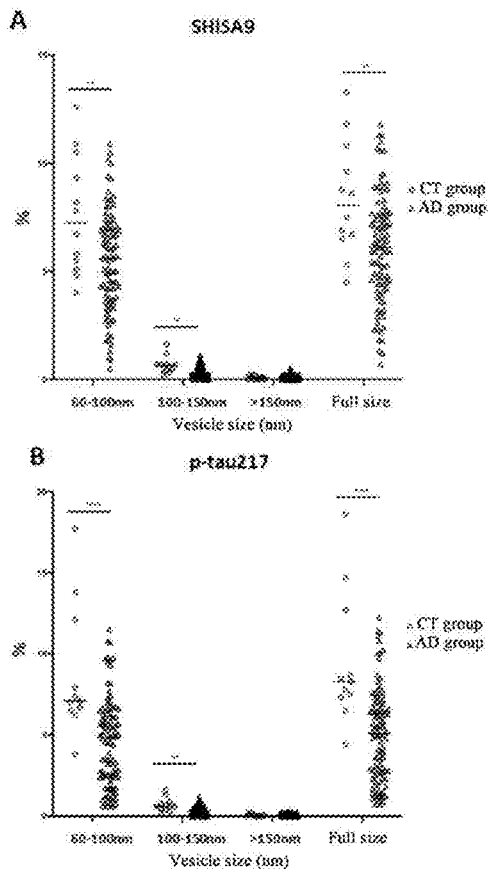 A
SHISA9
%
CT group
AD group
60-100nm
100-150nm
>150nm
Full size
Vesicle size (nm)
B
p-tau217
%
CT group
AD group
60-100nm
100-150nm
>150nm
Full size
Vesicle size (nm)